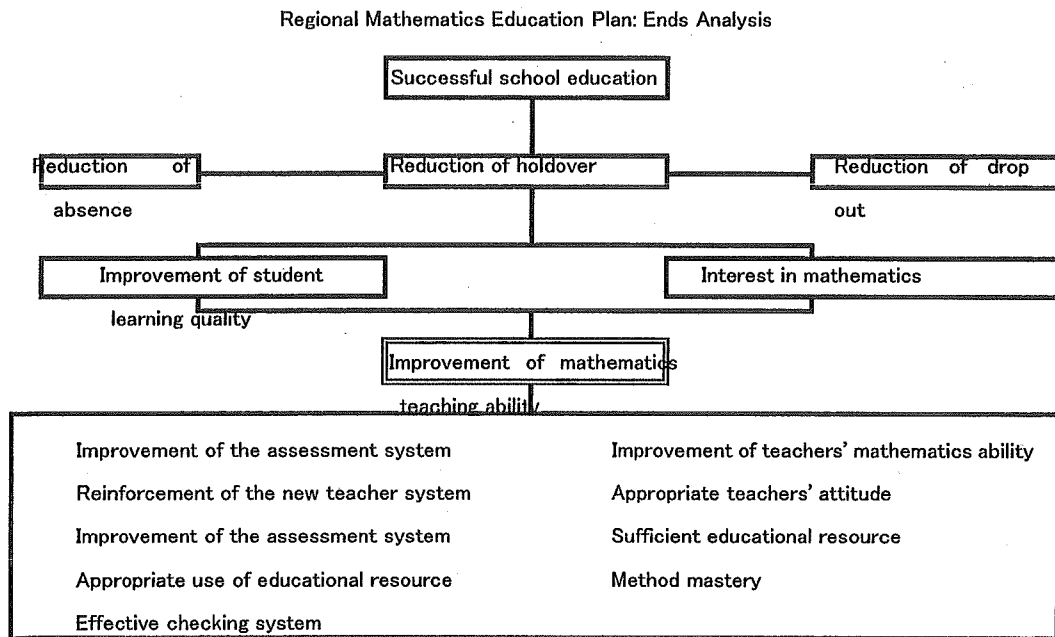 Regional Mathematics Education Plan: Ends Analysis
Successful school education
Reduction of
absence
Reduction of holdover
Reduction of drop
out
Improvement of student
learning quality
Interest in mathematics
Improvement of mathematics
teaching ability
Improvement of the assessment system
Reinforcement of the new teacher system
Improvement of the assessment system
Appropriate use of educational resource
Effective checking system
Improvement of teachers' mathematics ability
Appropriate teachers' attitude
Sufficient educational resource
Method mastery